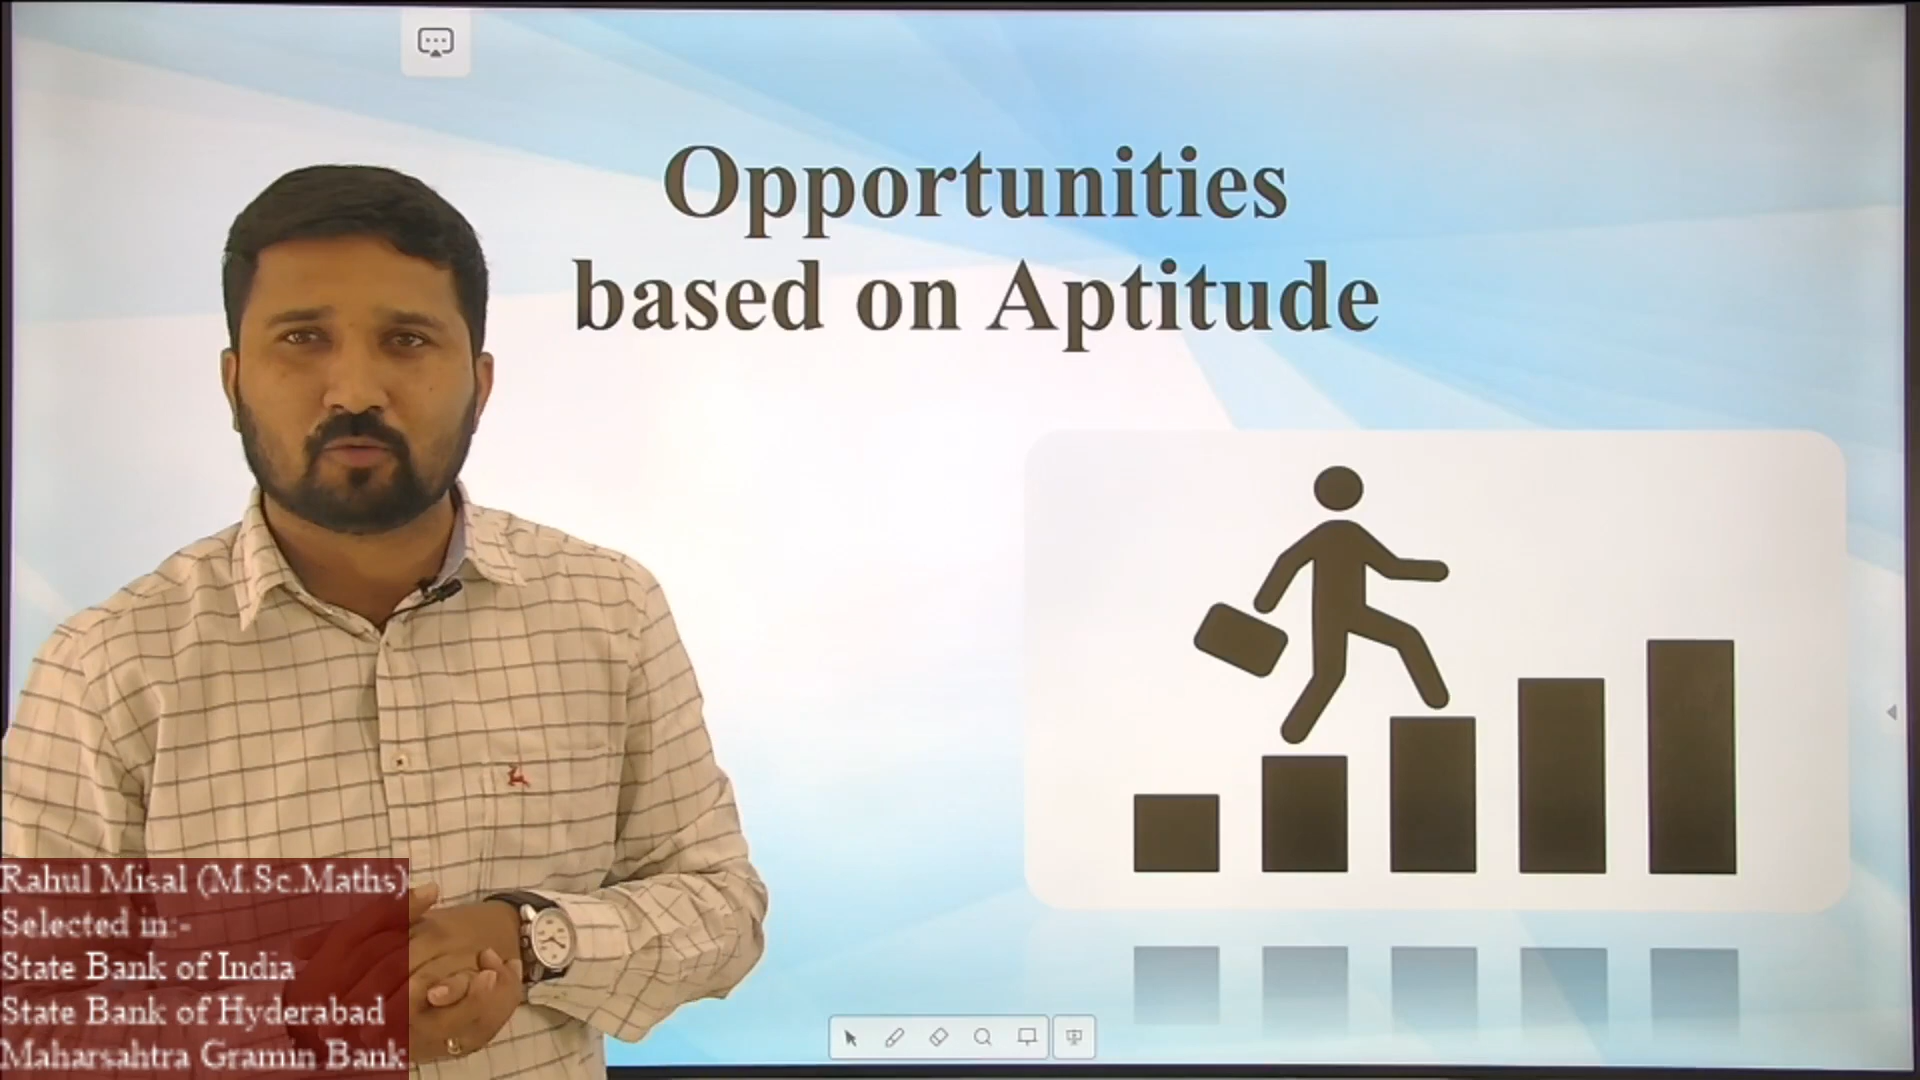 Opportunities
based on Aptitude
Rahul Misal (M.Sc.Maths)
Selected in:-
State Bank of India
State Bank of Hyderabad
Maharsahtra Gramin Bank